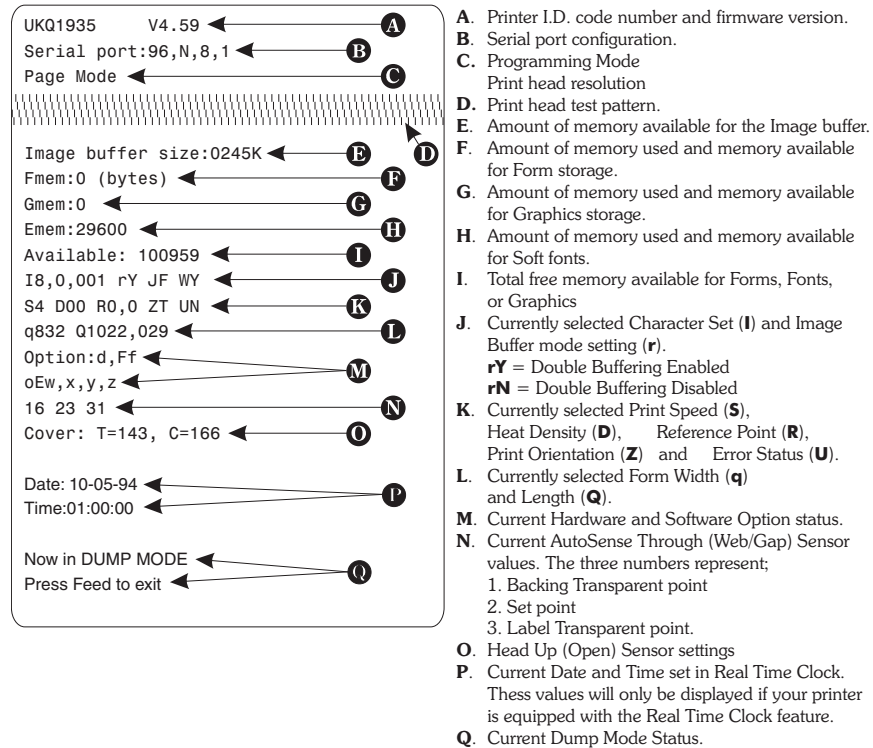 UKQ1935 V4.59 A
Serial port:96,N,8,1 B
Page Mode C
D
Image buffer size:0245K E
Fmem:0 (bytes) F
Gmem:0 G
Emem:29600 H
Available: 100959 I
I8,0,001 rY JF WY J
S4 D00 R0,0 ZT UN K
q832 Q1022,029 L
Option:d,Ff
M
oEw,x,y,z
16 23 31 N
Cover: T=143, C=166 O
Date: 10-05-94
P
Time:01:00:00
Now in DUMP MODE
Q
Press Feed to exit
A. Printer I.D. code number and firmware version.
B. Serial port configuration.
C. Programming Mode
Print head resolution
D. Print head test pattern.
E. Amount of memory available for the Image buffer.
F. Amount of memory used and memory available
for Form storage.
G. Amount of memory used and memory available
for Graphics storage.
H. Amount of memory used and memory available
for Soft fonts.
I. Total free memory available for Forms, Fonts,
or Graphics
J. Currently selected Character Set (I) and Image
Buffer mode setting (r).
rY = Double Buffering Enabled
rN = Double Buffering Disabled
K. Currently selected Print Speed (S),
Heat Density (D), Reference Point (R),
Print Orientation (Z) and Error Status (U).
L. Currently selected Form Width (q)
and Length (Q).
M. Current Hardware and Software Option status.
N. Current AutoSense Through (Web/Gap) Sensor
values. The three numbers represent;
1. Backing Transparent point
2. Set point
3. Label Transparent point.
O. Head Up (Open) Sensor settings
P. Current Date and Time set in Real Time Clock.
Thess values will only be displayed if your printer
is equipped with the Real Time Clock feature.
Q. Current Dump Mode Status.